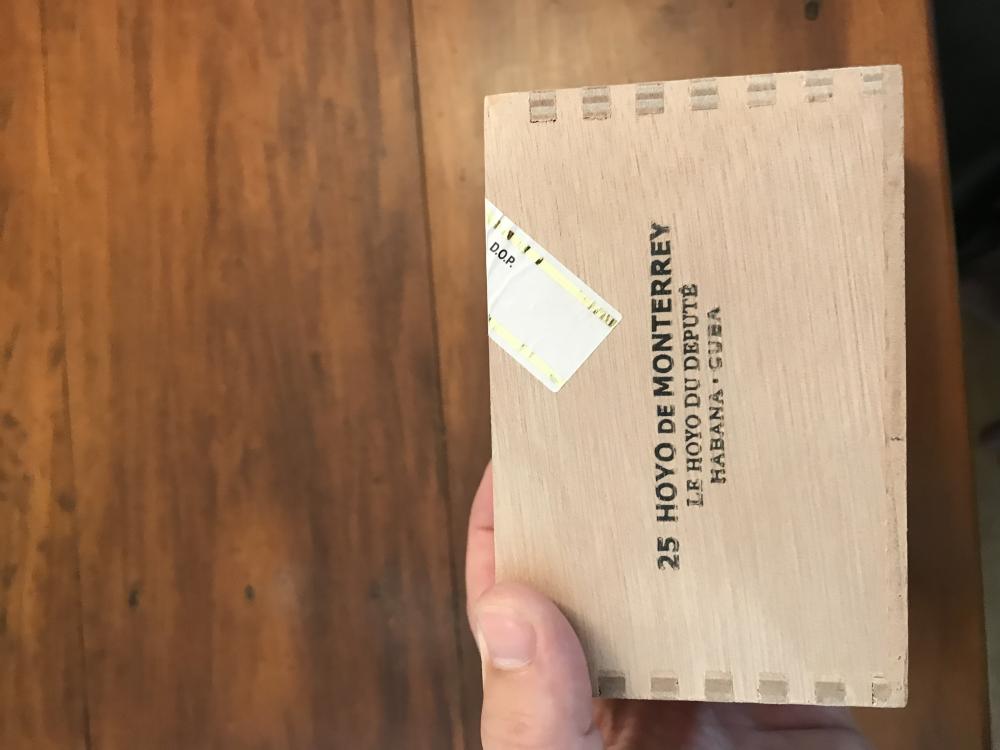 D.O.P.
25 HOYO DE MONTERREY
LE HOYO DU DEPUTÉ
HABANA · CUBA